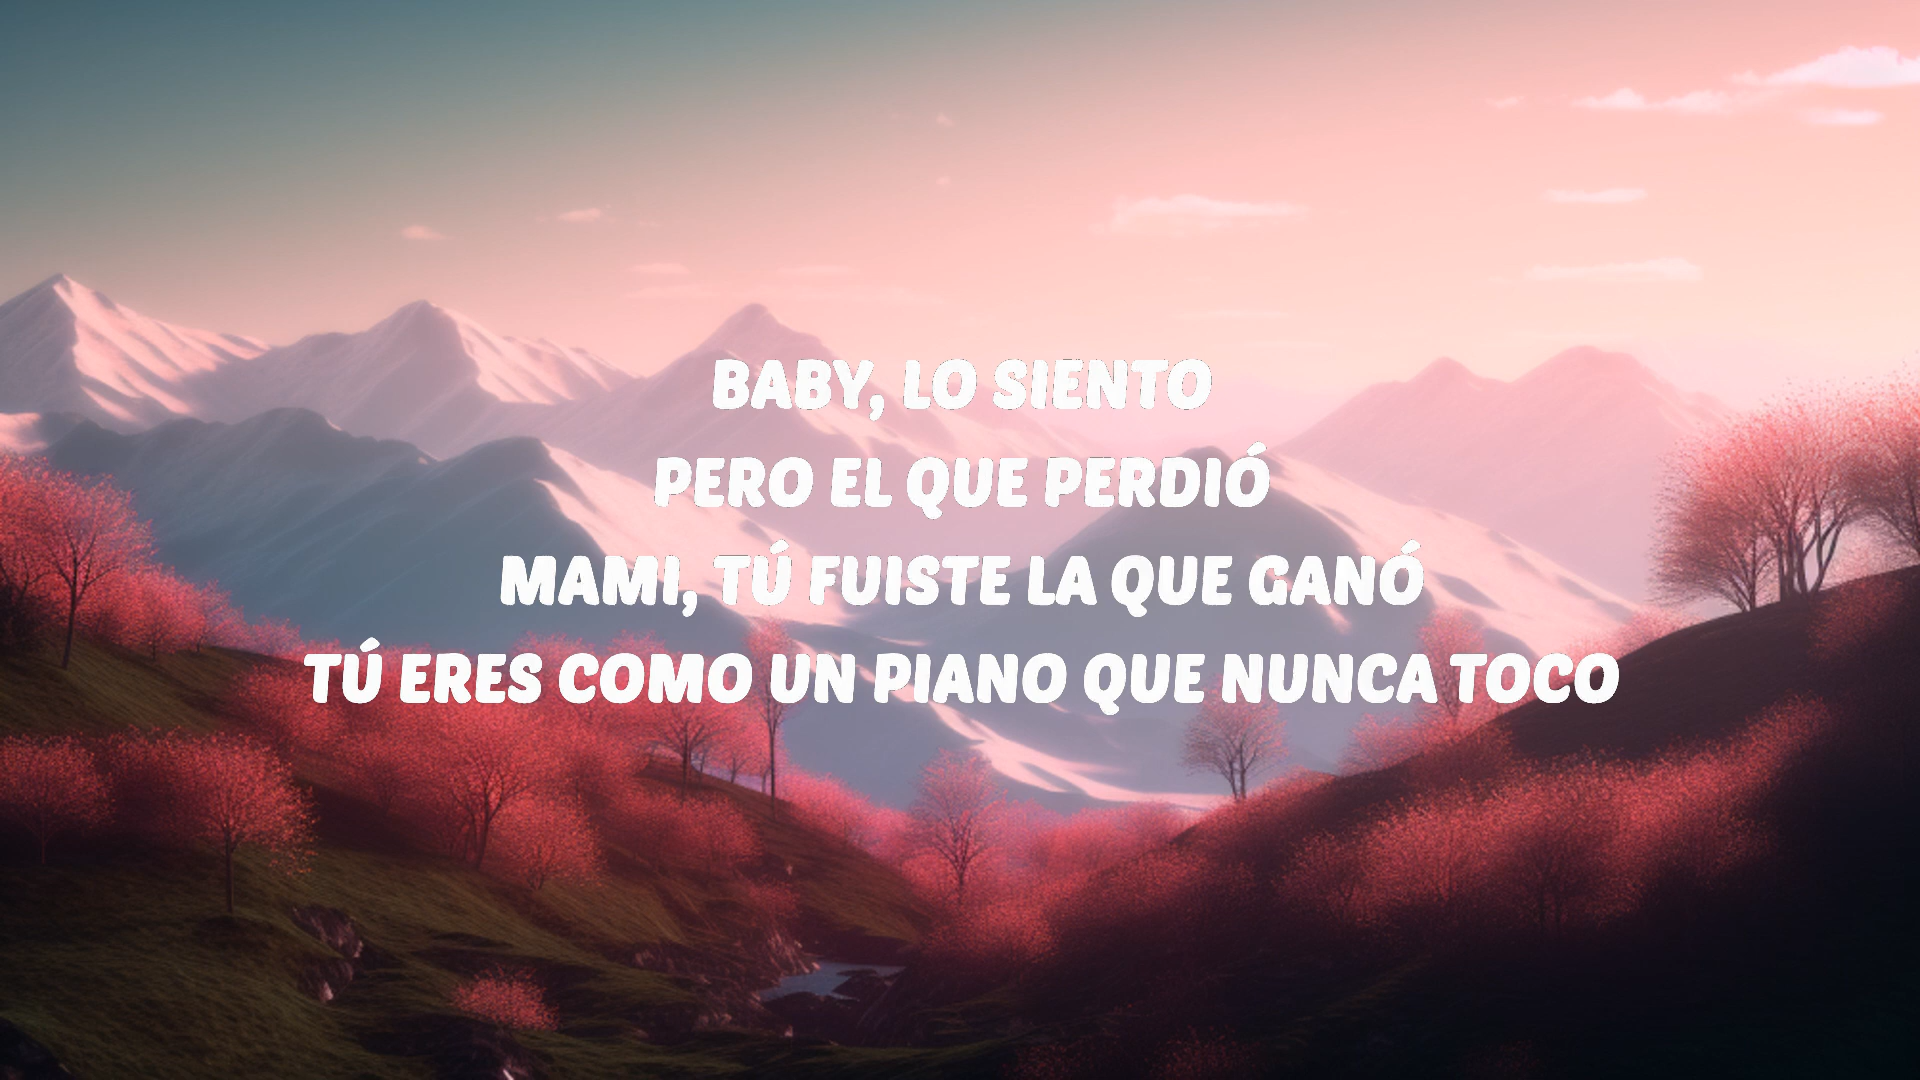 BABY, LO SIENTO
PERO EL QUE PERDIÓ
MAMI, TÚ FUISTE LA QUE GANÓ
TÚ ERES COMO UN PIANO QUE NUNCA TOCO